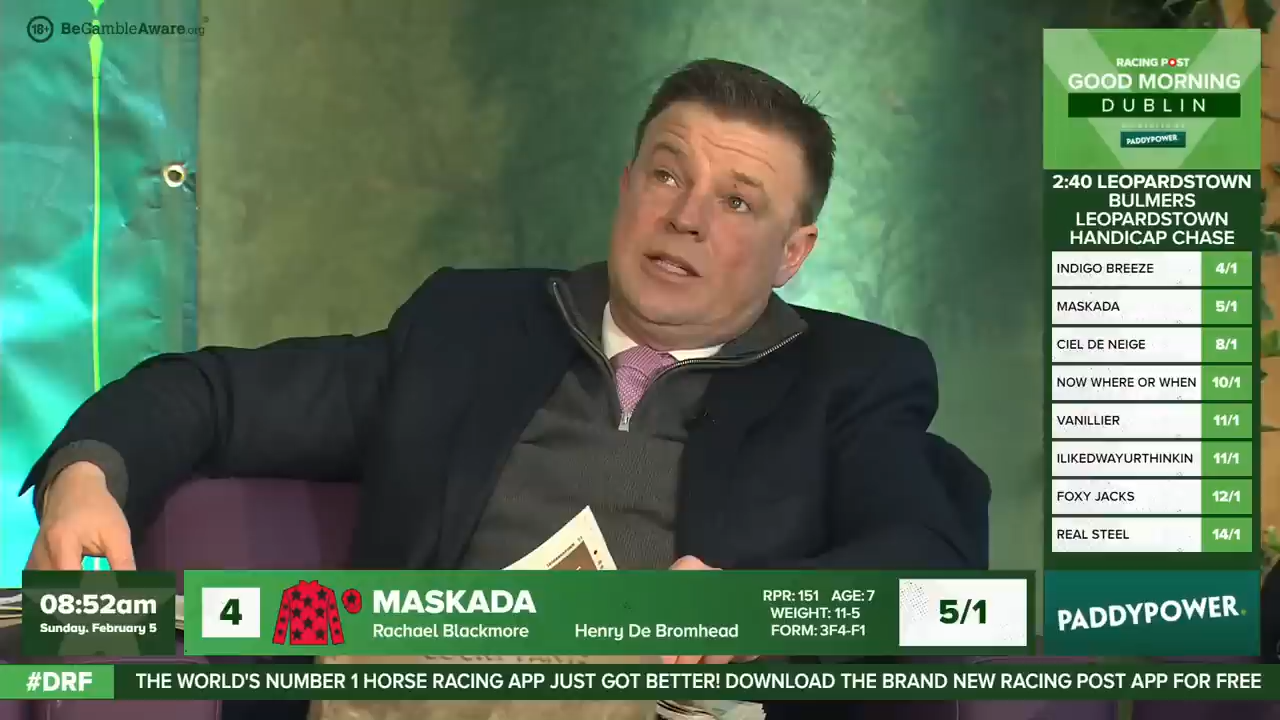 18+ BeGambleAware.org
RACING POST
GOOD MORNING
DUBLIN
PADDYPOWER
2:40 LEOPARDSTOWN
BULMERS
LEOPARDSTOWN
HANDICAP CHASE
INDIGO BREEZE 4/1
MASKADA 5/1
CIEL DE NEIGE 8/1
NOW WHERE OR WHEN 10/1
VANILLIER 11/1
ILIKEDWAYURTHINKIN 11/1
FOXY JACKS 12/1
REAL STEEL 14/1
08:52am
Sunday, February 5
4
MASKADA
Rachael Blackmore
Henry De Bromhead
RPR: 151 AGE: 7
WEIGHT: 11-5
FORM: 3F4-F1
5/1
PADDYPOWER.
#DRF
THE WORLD'S NUMBER 1 HORSE RACING APP JUST GOT BETTER! DOWNLOAD THE BRAND NEW RACING POST APP FOR FREE